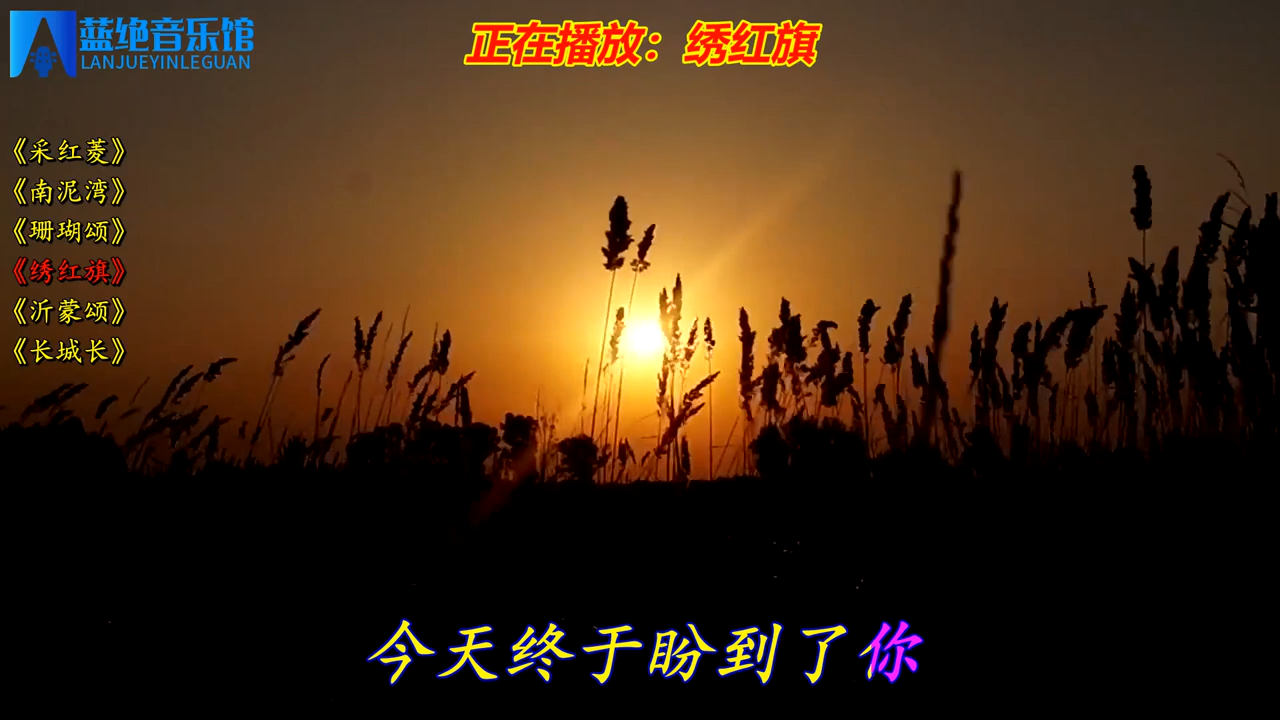 蓝绝音乐馆
LANJUEYINLEGUAN
正在播放：绣红旗
《采红菱》
《南泥湾》
《珊瑚颂》
《绣红旗》
《沂蒙颂》
《长城长》
今天终于盼到了你